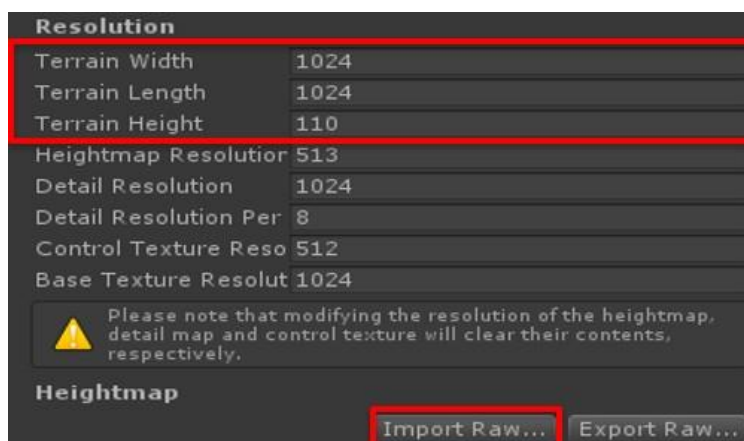 Resolution
Terrain Width 1024
Terrain Length 1024
Terrain Height 110
Heightmap Resolution 513
Detail Resolution 1024
Detail Resolution Per 8
Control Texture Reso 512
Base Texture Resolut 1024
Please note that modifying the resolution of the heightmap,
detail map and control texture will clear their contents,
respectively.
Heightmap
Import Raw... Export Raw...